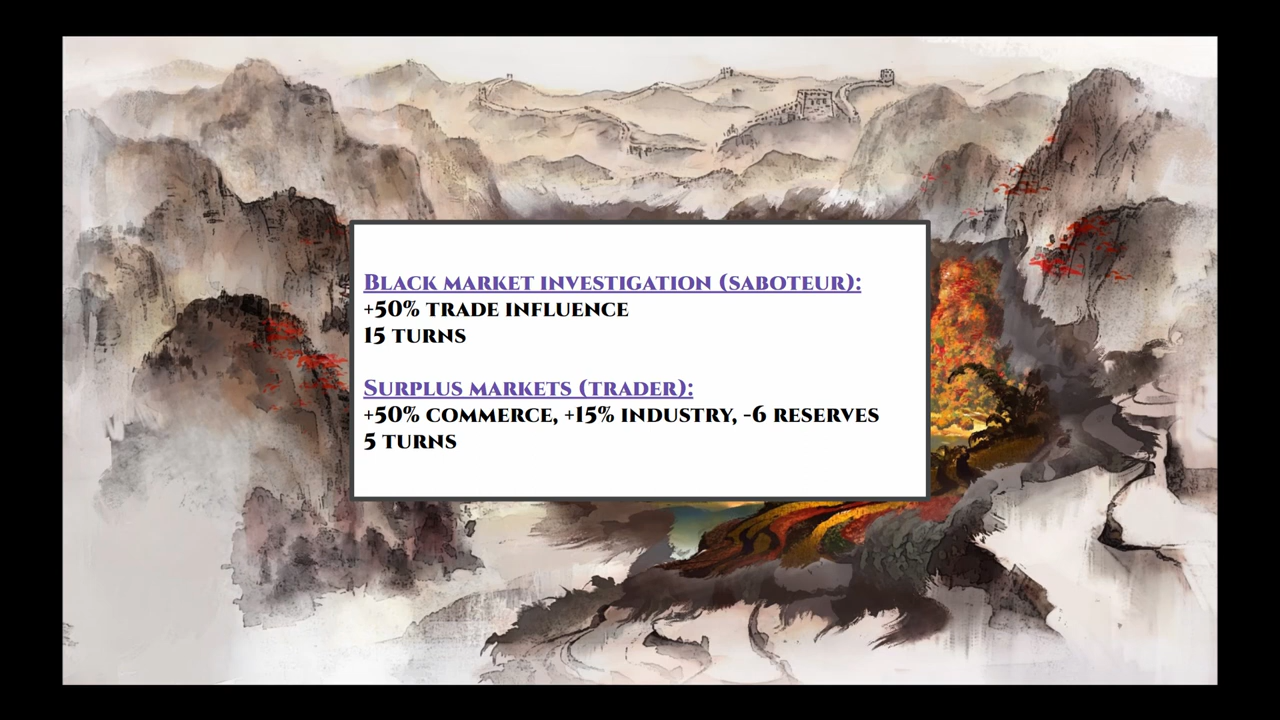 Black market investigation (saboteur):
+50% trade influence
15 turns
Surplus markets (trader):
+50% commerce, +15% industry, -6 reserves
5 turns